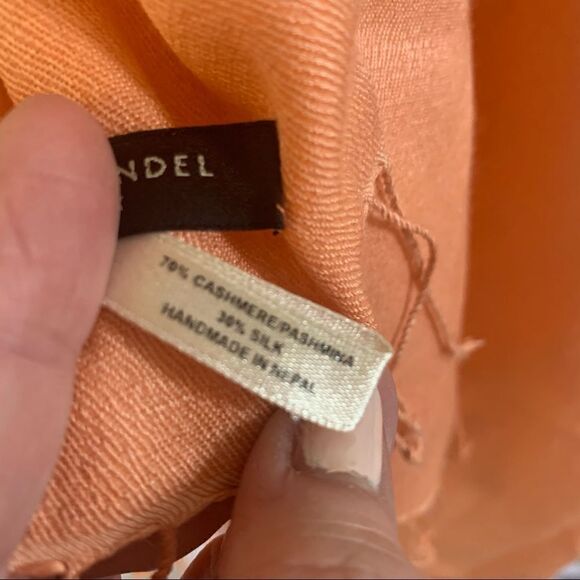 NDEL
70% CASHMERE/PASHMINA
30% SILK
HANDMADE IN NEPAL